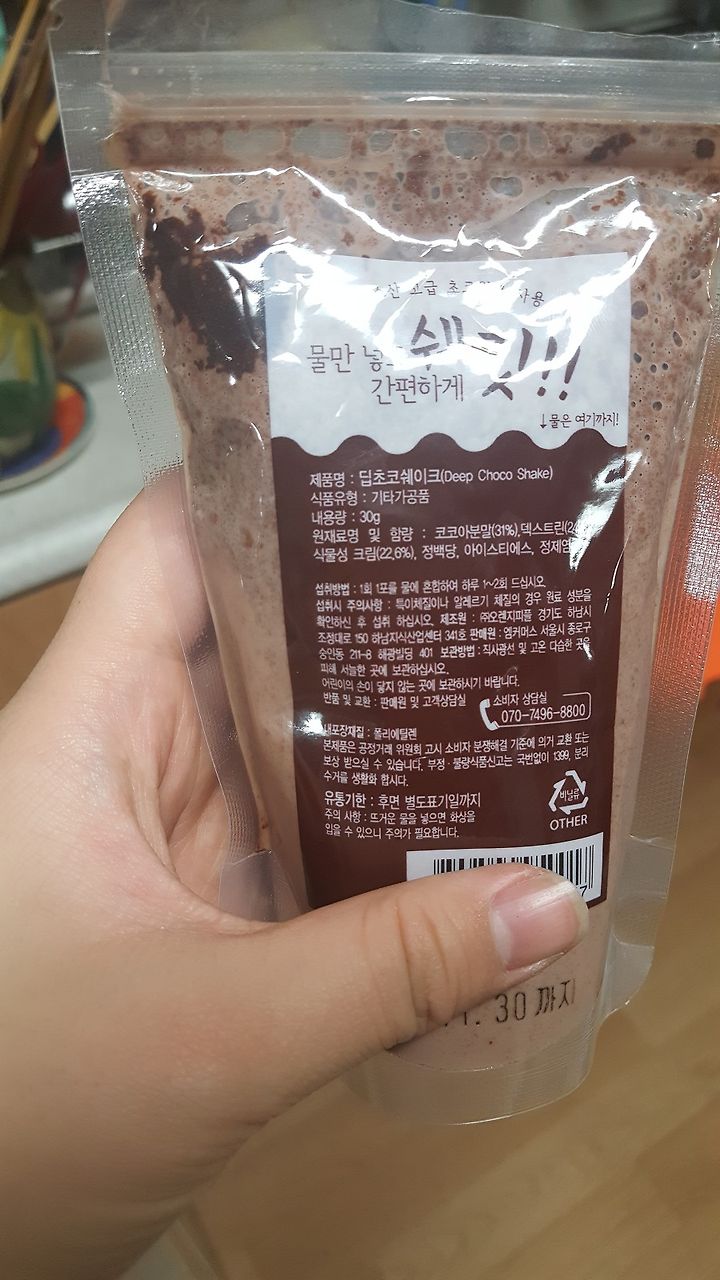 고급
사용
물만
쉐킷!!
간편하게
↓물은 여기까지!
제품명 : 딥초코쉐이크(Deep Choco Shake)
식품유형 : 기타가공품
내용량 : 30g
원재료명 및 함량 : 코코아분말(31%),덱스트린
식물성 크림(22,6%), 정백당, 아이스티에스, 정제염
섭취방법 : 1회 1포를 물에 혼합하여 하루 1~2회 드십시오.
섭취시 주의사항 : 특이체질이나 알레르기 체질의 경우 원료 성분을
확인하신 후 섭취 하십시오. 제조원 : ㈜오렌지피플 경기도 하남시
조정대로 150 하남지식산업센터 341호 판매원 : 엠커머스 서울시 종로구
숭인동 211-8 해광빌딩 401 보관방법 : 직사광선 및 고온 다습한 곳을
피해 서늘한 곳에 보관하십시오.
어린이의 손이 닿지 않는 곳에 보관하시기 바랍니다.
반품 및 교환 : 판매원 및 고객상담실
소비자 상담실
070-7496-8800
내포장재질 : 폴리에틸렌
본제품은 공정거래 위원회 고시 소비자 분쟁해결 기준에 의거 교환 또는
보상 받으실 수 있습니다. 부정·불량식품신고는 국번없이 1399, 분리
수거를 생활화 합시다.
유통기한 : 후면 별도표기일까지
주의 사항 : 뜨거운 물을 넣으면 화상을
입을 수 있으니 주의가 필요합니다.
비닐류
OTHER
7
30 까지